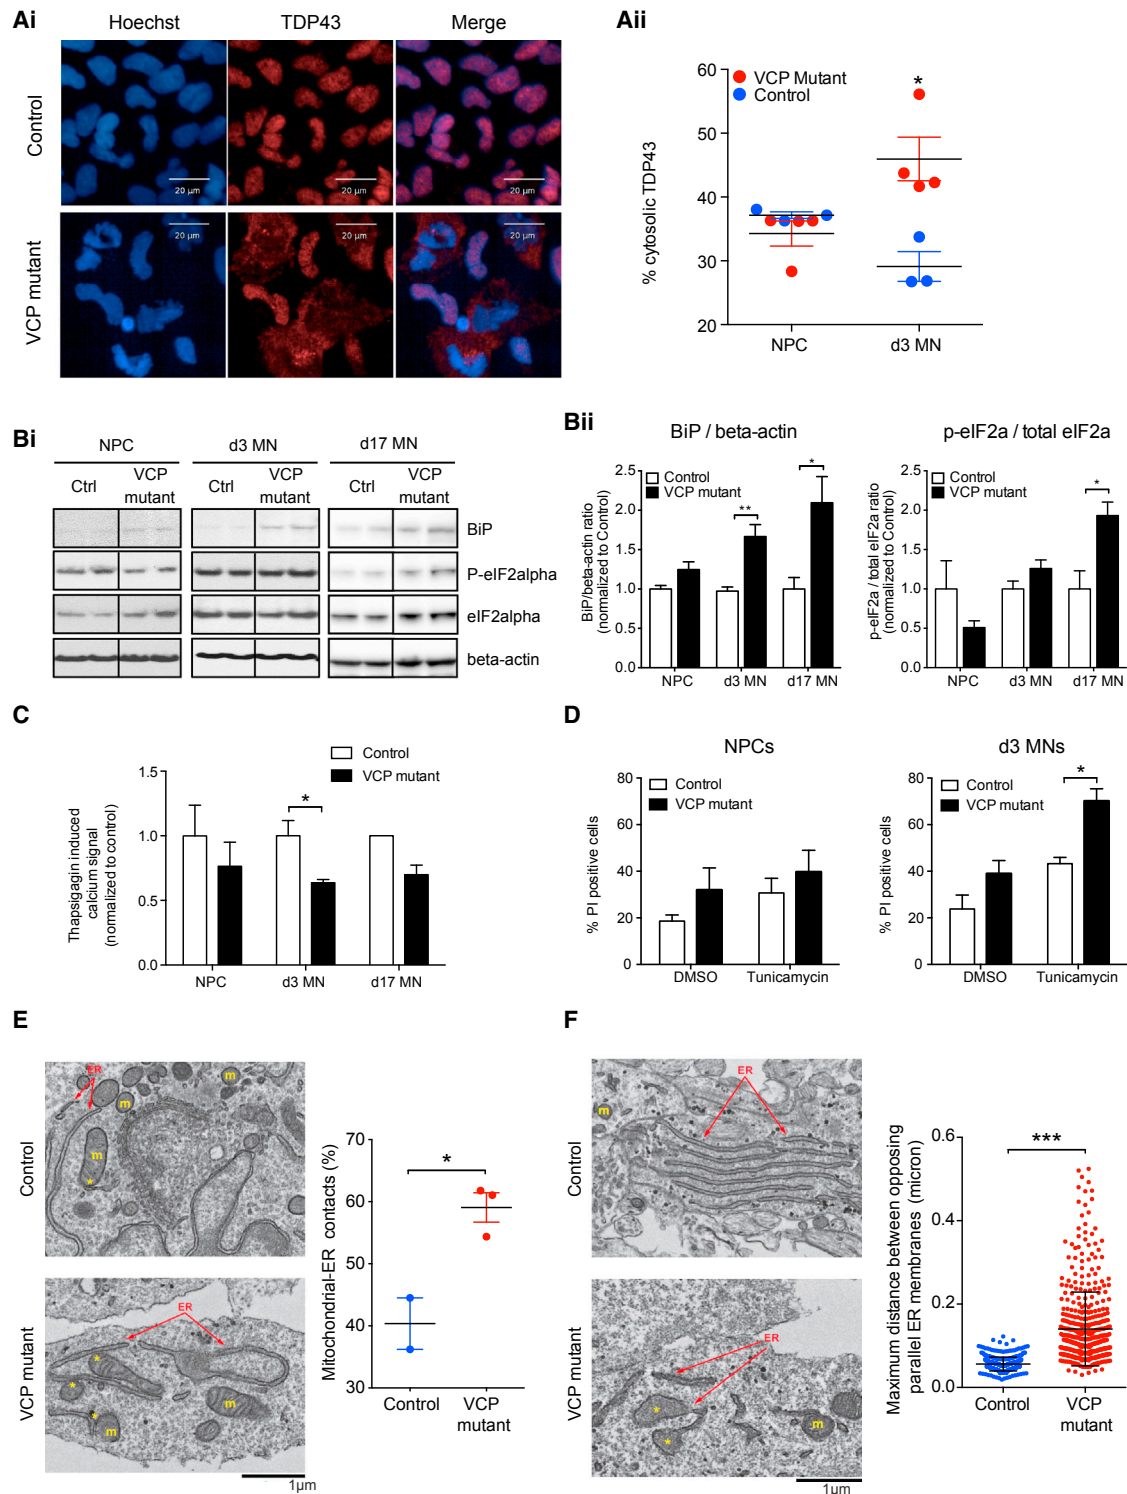 Ai
Hoechst
TDP43
Merge
Control
20 µm
20 µm
20 µm
VCP mutant
20 µm
20 µm
20 µm
Aii
VCP Mutant
Control
*
% cytosolic TDP43
60
50
40
30
20
NPC
d3 MN
Bi
NPC
d3 MN
d17 MN
Ctrl
VCP
mutant
Ctrl
VCP
mutant
Ctrl
VCP
mutant
BiP
P-eIF2alpha
eIF2alpha
beta-actin
Bii
BiP / beta-actin
Control
VCP mutant
BiP/beta-actin ratio
(normalized to Control)
2.5
2.0
1.5
1.0
0.5
0.0
**
*
NPC
d3 MN
d17 MN
p-eIF2a / total eIF2a
Control
VCP mutant
p-eIF2a / total eIF2a ratio
(normalized to Control)
2.5
2.0
1.5
1.0
0.5
0.0
*
NPC
d3 MN
d17 MN
C
Control
VCP mutant
Thapsigagin induced
calcium signal
(normalized to control)
1.5
1.0
0.5
0.0
*
NPC
d3 MN
d17 MN
D
NPCs
Control
VCP mutant
% PI positive cells
80
60
40
20
0
DMSO
Tunicamycin
d3 MNs
Control
VCP mutant
% PI positive cells
80
60
40
20
0
*
DMSO
Tunicamycin
E
Control
ER
m
m
m
*
VCP mutant
ER
*
*
*
m
m
1µm
Mitochondrial-ER contacts (%)
70
60
50
40
30
*
Control
VCP
mutant
F
Control
ER
m
VCP mutant
ER
*
*
m
1um
Maximum distance between opposing
parallel ER membranes (micron)
0.6
0.4
0.2
0.0
***
Control
VCP
mutant